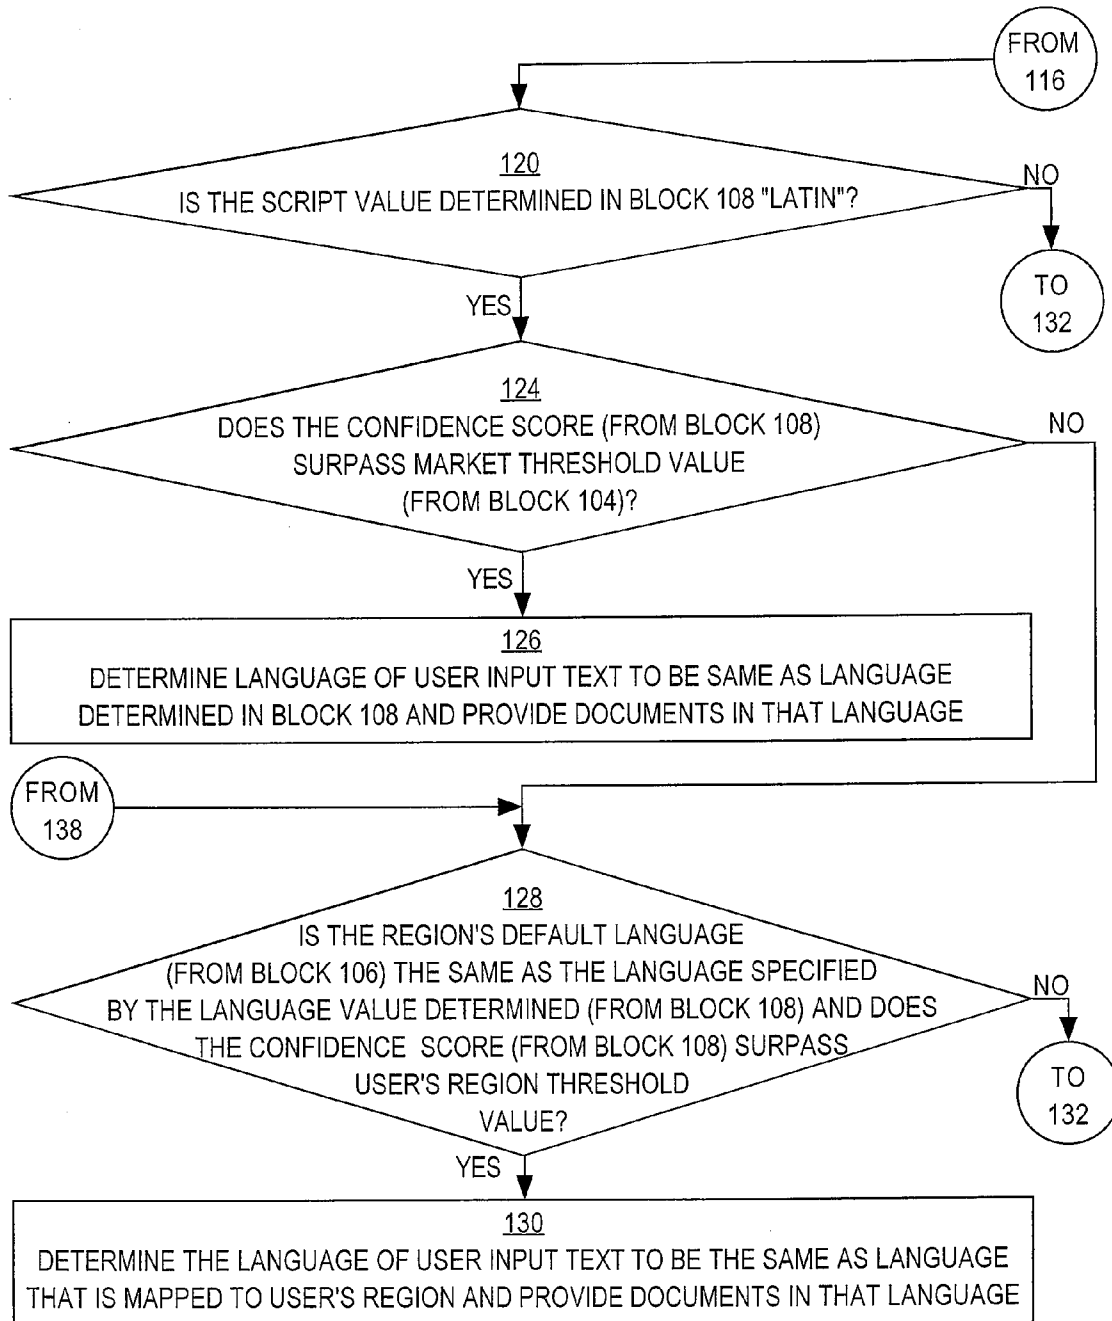 FROM
116
120
IS THE SCRIPT VALUE DETERMINED IN BLOCK 108 "LATIN"?
NO
TO
132
YES
124
DOES THE CONFIDENCE SCORE (FROM BLOCK 108)
SURPASS MARKET THRESHOLD VALUE
(FROM BLOCK 104)?
NO
YES
126
DETERMINE LANGUAGE OF USER INPUT TEXT TO BE SAME AS LANGUAGE
DETERMINED IN BLOCK 108 AND PROVIDE DOCUMENTS IN THAT LANGUAGE
FROM
138
128
IS THE REGION'S DEFAULT LANGUAGE
(FROM BLOCK 106) THE SAME AS THE LANGUAGE SPECIFIED
BY THE LANGUAGE VALUE DETERMINED (FROM BLOCK 108) AND DOES
THE CONFIDENCE SCORE (FROM BLOCK 108) SURPASS
USER'S REGION THRESHOLD
VALUE?
NO
TO
132
YES
130
DETERMINE THE LANGUAGE OF USER INPUT TEXT TO BE THE SAME AS LANGUAGE
THAT IS MAPPED TO USER'S REGION AND PROVIDE DOCUMENTS IN THAT LANGUAGE